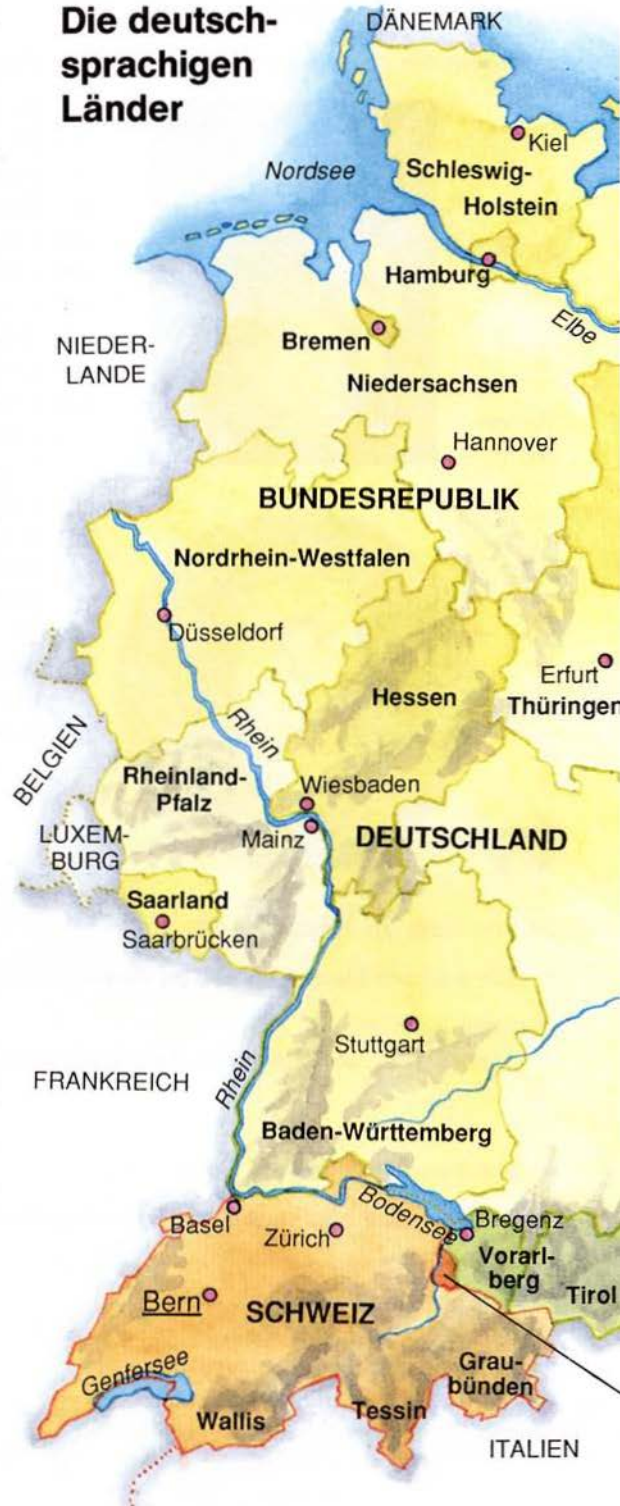 Die deutsch-
sprachigen
Länder
DÄNEMARK
Kiel
Nordsee
Schleswig-
Holstein
Hamburg
Elbe
Bremen
NIEDER-
LANDE
Niedersachsen
Hannover
BUNDESREPUBLIK
Nordrhein-Westfalen
Düsseldorf
Erfurt
Hessen
Thüringen
Rhein
BELGIEN
Rheinland-
Pfalz
Wiesbaden
LUXEM-
BURG
Mainz
DEUTSCHLAND
Saarland
Saarbrücken
Stuttgart
FRANKREICH
Rhein
Baden-Württemberg
Bodensee
Basel
Zürich
Bregenz
Vorarl-
berg
Tirol
Bern
SCHWEIZ
Genfersee
Grau-
bünden
Wallis
Tessin
ITALIEN